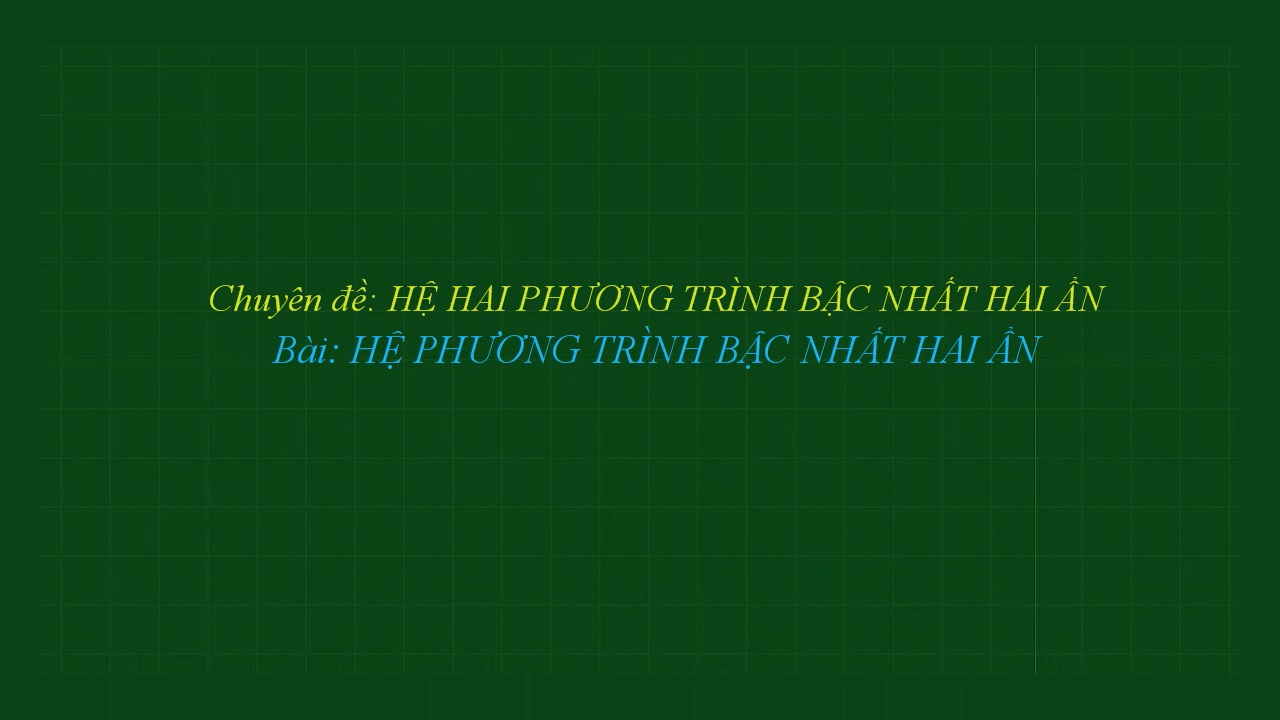 Chuyên đề: HỆ HAI PHƯƠNG TRÌNH BẬC NHẤT HAI ẨN
Bài: HỆ PHƯƠNG TRÌNH BẬC NHẤT HAI ẨN